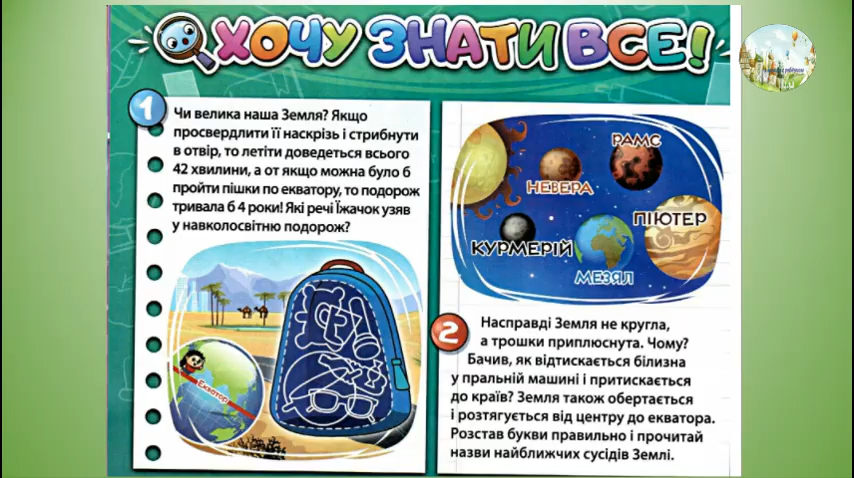 ХОЧУ ЗНАТИ ВСЕ!
1
Чи велика наша Земля? Якщо
просвердлити її наскрізь і стрибнути
в отвір, то летіти доведеться всього
42 хвилини, а от якщо можна було б
пройти пішки по екватору, то подорож
тривала б 4 роки! Які речі Їжачок узяв
у навколосвітню подорож?
Екватор
РАМС
НЕВЕРА
ПІЮТЕР
КУРМЕРІЙ
МЕЗЯЛ
2
Насправді Земля не кругла,
а трошки приплюснута. Чому?
Бачив, як відтискається білизна
у пральній машині і притискається
до країв? Земля також обертається
і розтягується від центру до екватора.
Розстав букви правильно і прочитай
назви найближчих сусідів Землі.